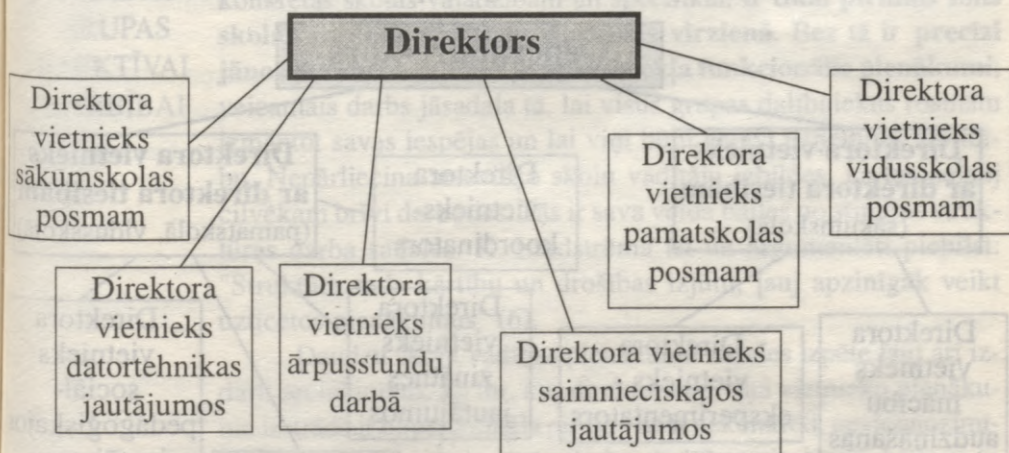 Direktors
Direktora
vietnieks
sākumskolas
posmam
Direktora
vietnieks
datortehnikas
jautājumos
Direktora
vietnieks
ārpusstundu
darbā
Direktora vietnieks
saimnieciskajos
jautājumos
Direktora
vietnieks
pamatskolas
posmam
Direktora
vietnieks
vidusskolas
posmam